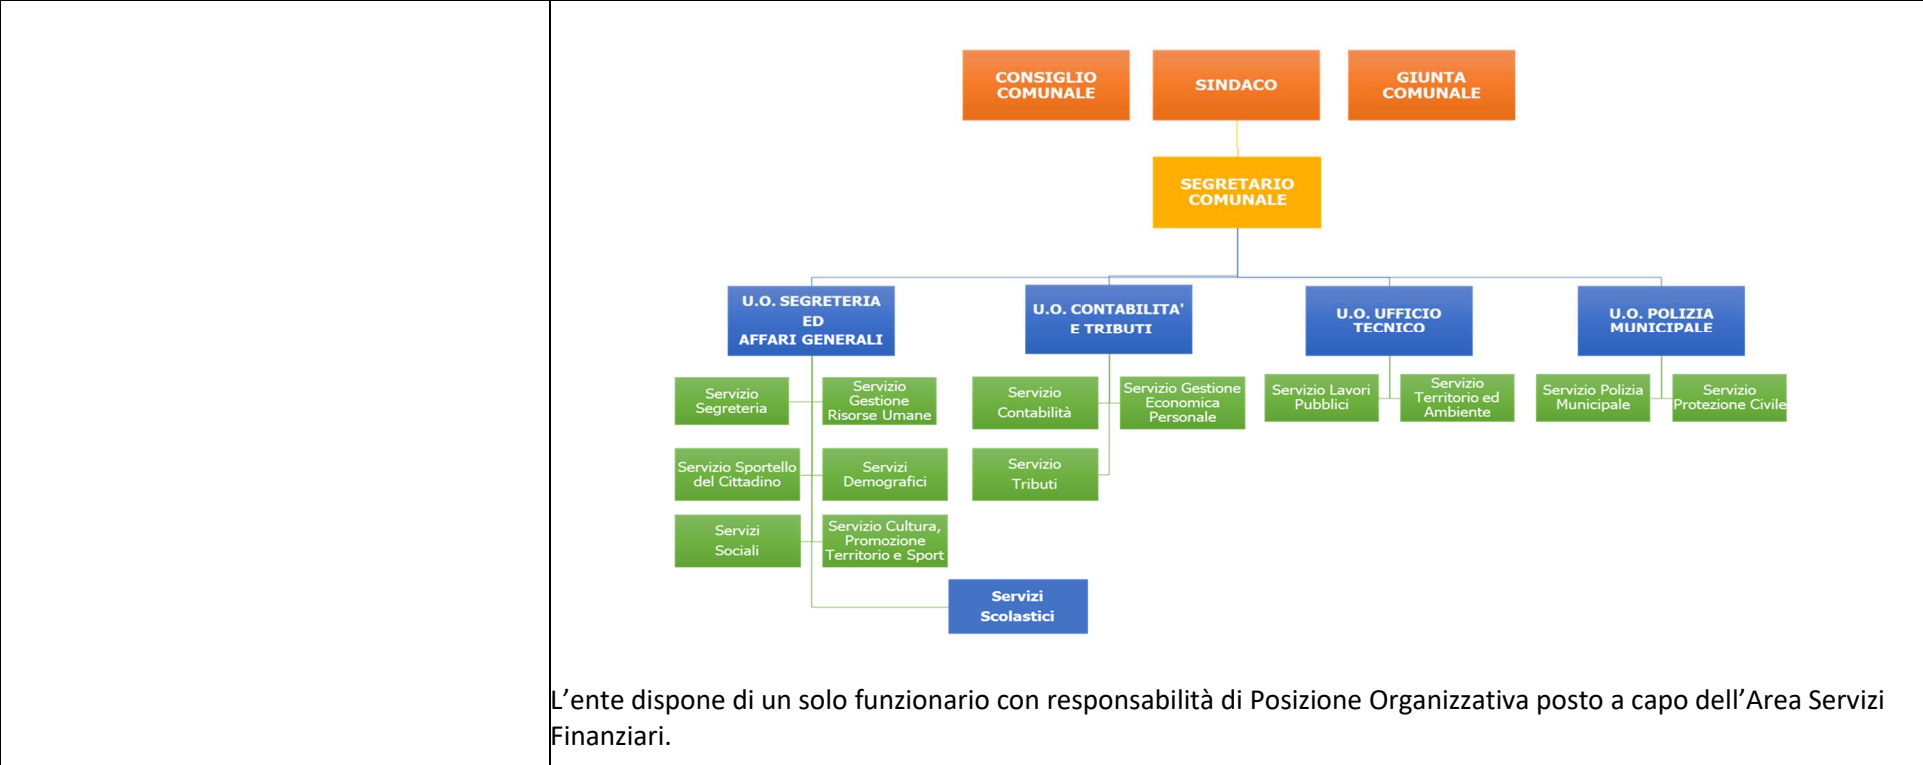 CONSIGLIO
COMUNALE
SINDACO
GIUNTA
COMUNALE
SEGRETARIO
COMUNALE
U.O. SEGRETERIA
ED
AFFARI GENERALI
U.O. CONTABILITA'
E TRIBUTI
U.O. UFFICIO
TECNICO
U.O. POLIZIA
MUNICIPALE
Servizio
Segreteria
Servizio
Gestione
Risorse Umane
Servizio
Contabilità
Servizio Gestione
Economica
Personale
Servizio Lavori
Pubblici
Servizio
Territorio ed
Ambiente
Servizio Polizia
Municipale
Servizio
Protezione Civile
Servizio Sportello
del Cittadino
Servizi
Demografici
Servizio
Tributi
Servizi
Sociali
Servizio Cultura,
Promozione
Territorio e Sport
Servizi
Scolastici
L'ente dispone di un solo funzionario con responsabilità di Posizione Organizzativa posto a capo dell'Area Servizi
Finanziari.